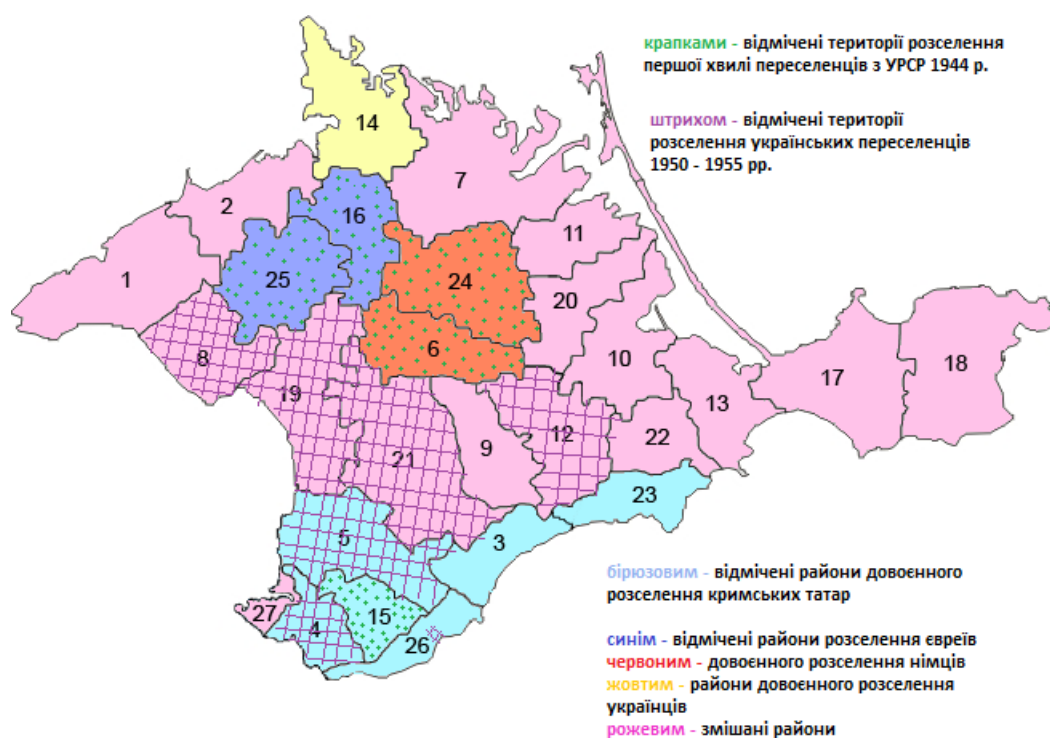 крапками - відмічені території розселення
першої хвилі переселенців з УРСР 1944 р.
штрихом - відмічені території
розселення українських переселенців
1950 - 1955 рр.
14
7
2
16
11
1
25
24
20
18
6
10
17
8
13
19
12
22
9
21
23
5
3
27
4
15
26
бірюзовим - відмічені райони довоєнного
розселення кримських татар
синім - відмічені райони розселення євреїв
червоним - довоєнного розселення німців
жовтим - райони довоєнного розселення
українців
рожевим - змішані райони